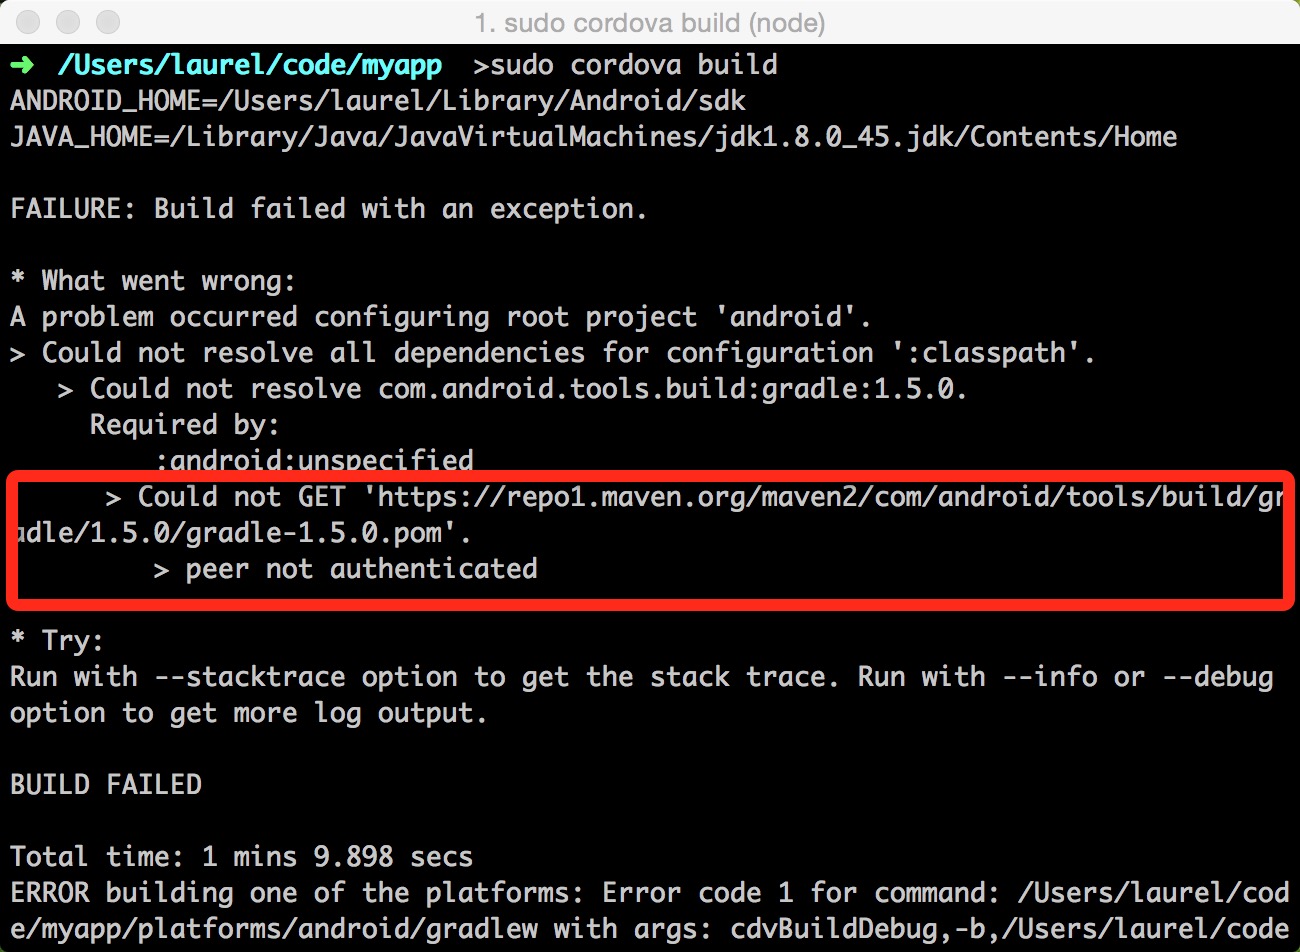 1. sudo cordova build (node)
➜ /Users/laurel/code/myapp >sudo cordova build
ANDROID_HOME=/Users/laurel/Library/Android/sdk
JAVA_HOME=/Library/Java/JavaVirtualMachines/jdk1.8.0_45.jdk/Contents/Home
FAILURE: Build failed with an exception.
* What went wrong:
A problem occurred configuring root project 'android'.
> Could not resolve all dependencies for configuration ':classpath'.
> Could not resolve com.android.tools.build:gradle:1.5.0.
Required by:
:android:unspecified
> Could not GET 'https://repo1.maven.org/maven2/com/android/tools/build/gr
adle/1.5.0/gradle-1.5.0.pom'.
> peer not authenticated
* Try:
Run with --stacktrace option to get the stack trace. Run with --info or --debug
option to get more log output.
BUILD FAILED
Total time: 1 mins 9.898 secs
ERROR building one of the platforms: Error code 1 for command: /Users/laurel/cod
e/myapp/platforms/android/gradlew with args: cdvBuildDebug,-b,/Users/laurel/code